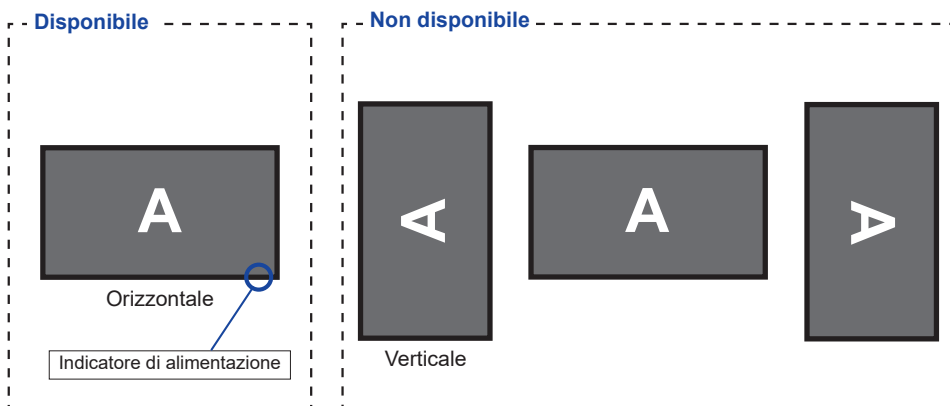 Disponibile
Non disponibile
A
A
A
A
Orizzontale
Indicatore di alimentazione
Verticale